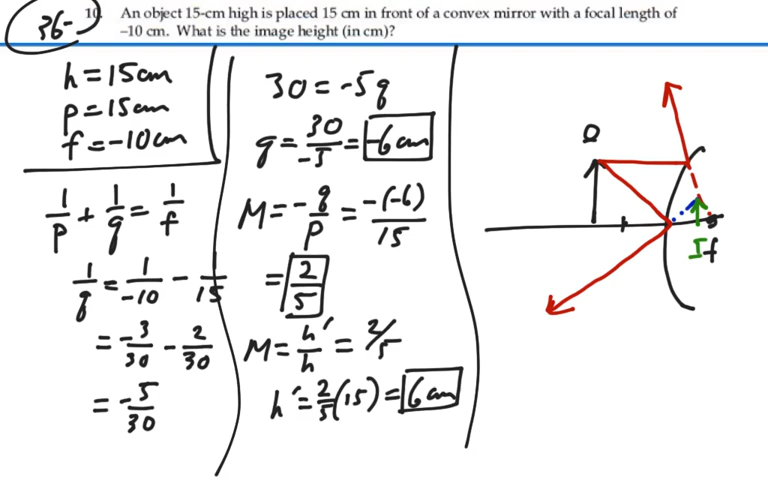 36-
10. An object 15-cm high is placed 15 cm in front of a convex mirror with a focal length of
–10 cm. What is the image height (in cm)?
h = 15cm
p = 15cm
f = -10cm
1/p + 1/q = 1/f
1/q = 1/-10 - 1/15
= -3/30 - 2/30
= -5/30
30 = -5q
q = 30/-5 = -6cm
M = -q/p = -(-6)/15
= 2/5
M = h'/h = 2/5
h' = 2/5(15) = 6cm
O
I f